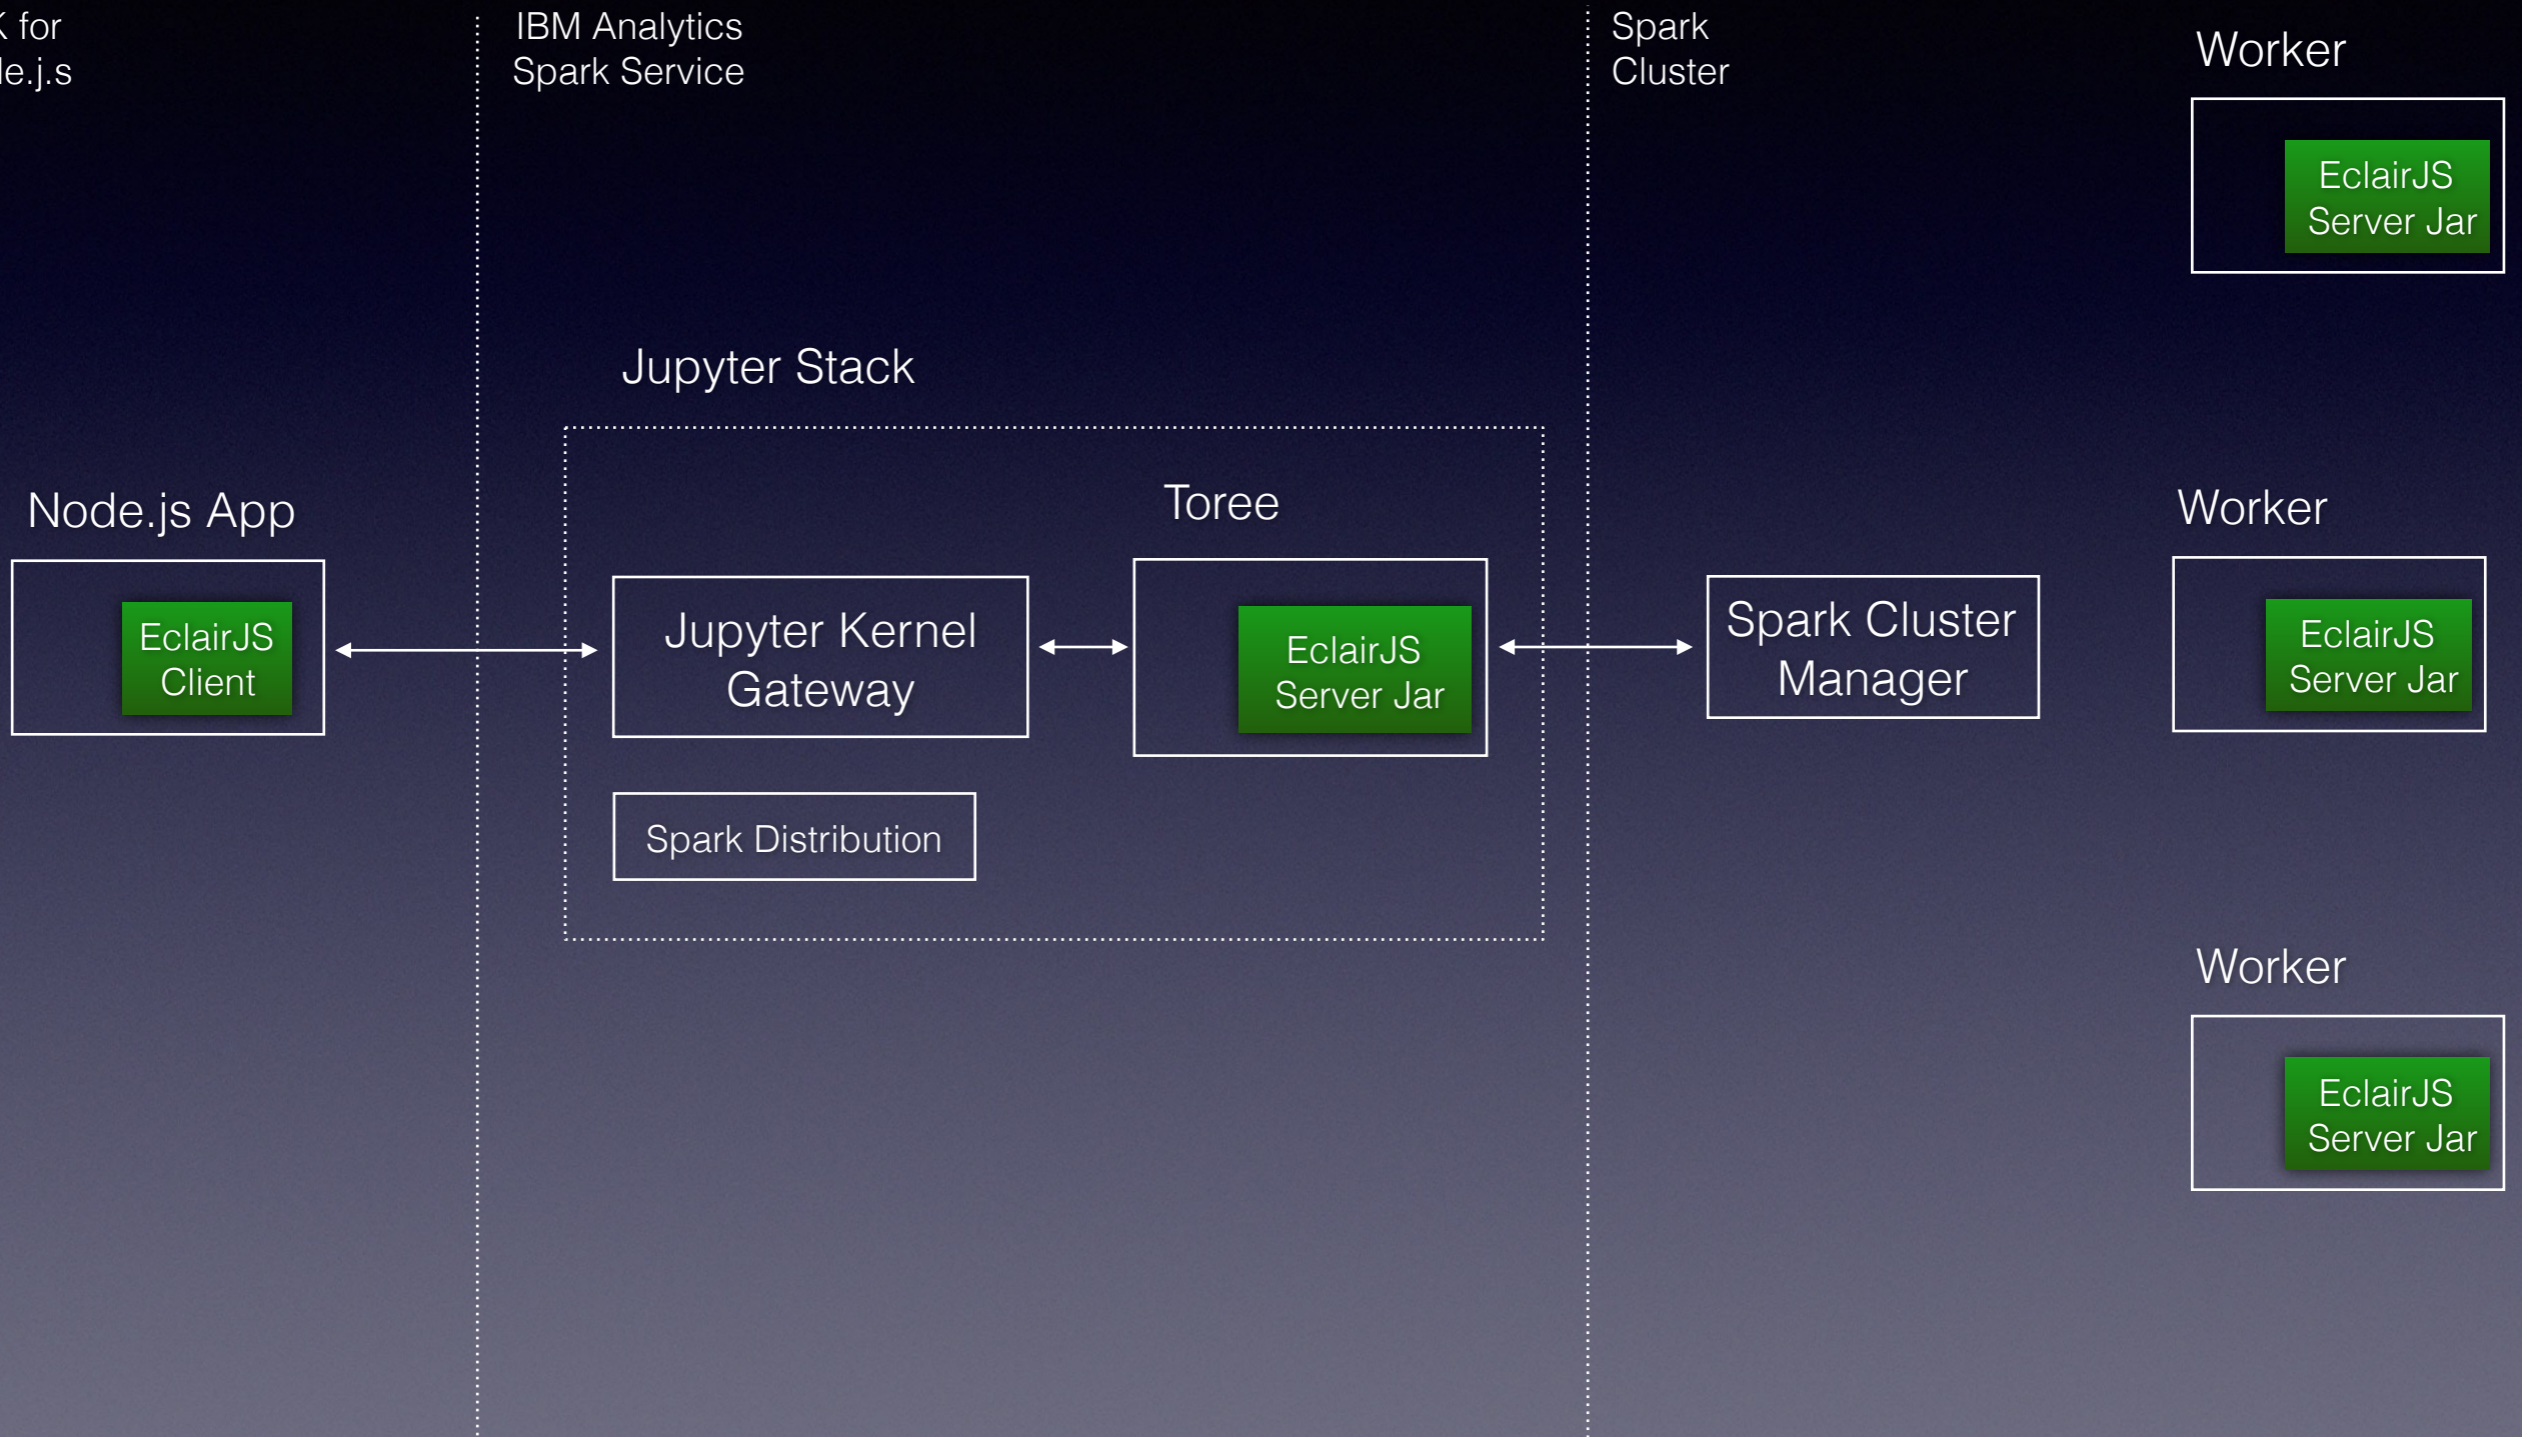 K for
le.j.s
IBM Analytics
Spark Service
Spark
Cluster
Worker
EclairJS
Server Jar
Jupyter Stack
Node.js App
EclairJS
Client
Toree
Jupyter Kernel
Gateway
EclairJS
Server Jar
Spark Distribution
Spark Cluster
Manager
Worker
EclairJS
Server Jar
Worker
EclairJS
Server Jar